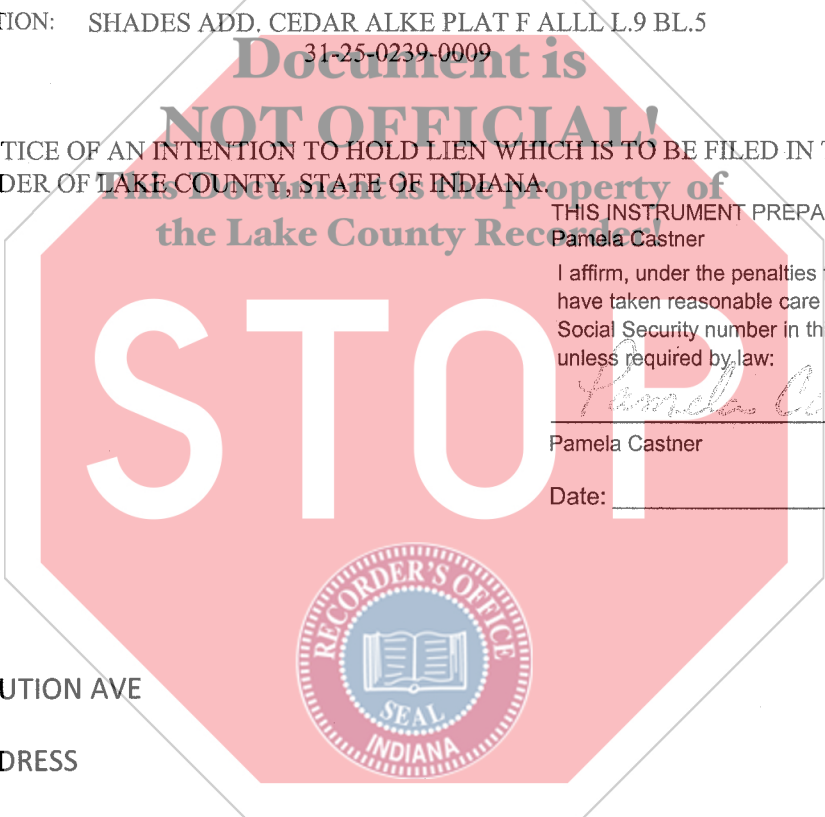 TION: SHADES ADD. CEDAR ALKE PLAT F ALLL L.9 BL.5
31-25-0239-0009
Document is
NOT OFFICIAL!
TICE OF AN INTENTION TO HOLD LIEN WHICH IS TO BE FILED IN
DER OF LAKE COUNTY, STATE OF INDIANA.
This Document is the property of
the Lake County Recorder!
THIS INSTRUMENT PREPA
Pamela Castner
I affirm, under the penalties
have taken reasonable care
Social Security number in th
unless required by law:
Pamela
Pamela Castner
Date:
STOP
RECORDER'S OFFICE
SEAL
INDIANA
UTION AVE
DRESS